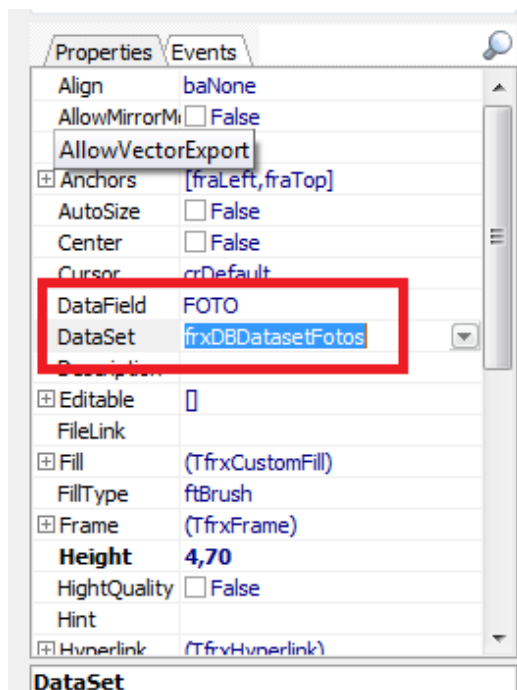 Properties Events
Align baNone
AllowMirrorM False
AllowVectorExport
Anchors [fraLeft,fraTop]
AutoSize False
Center False
Cursor crDefault
DataField FOTO
DataSet frxDBDatasetFotos
Description
Editable []
FileLink
Fill (TfrxCustomFill)
FillType ftBrush
Frame (TfrxFrame)
Height 4,70
HightQuality False
Hint
Hyperlink (TfrxHyperlink)
DataSet